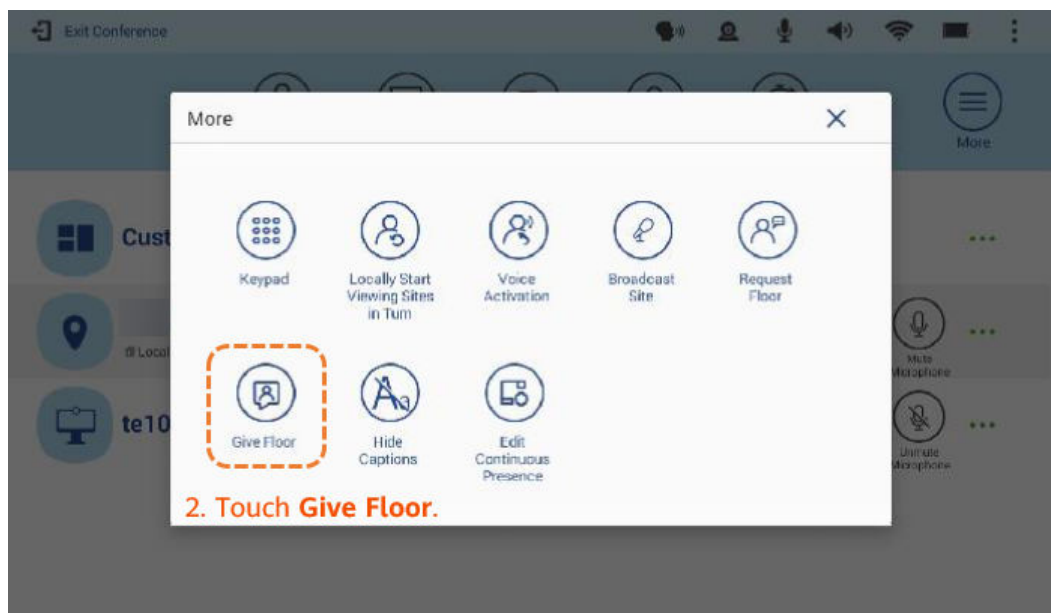 Exit Conference
More
More
Cust
Keypad
Locally Start
Viewing Sites
in Turn
Voice
Activation
Broadcast
Site
Request
Floor
Local
Mute
Microphone
te10
Give Floor
Hide
Captions
Edit
Continuous
Presence
Unmute
Microphone
2. Touch Give Floor.